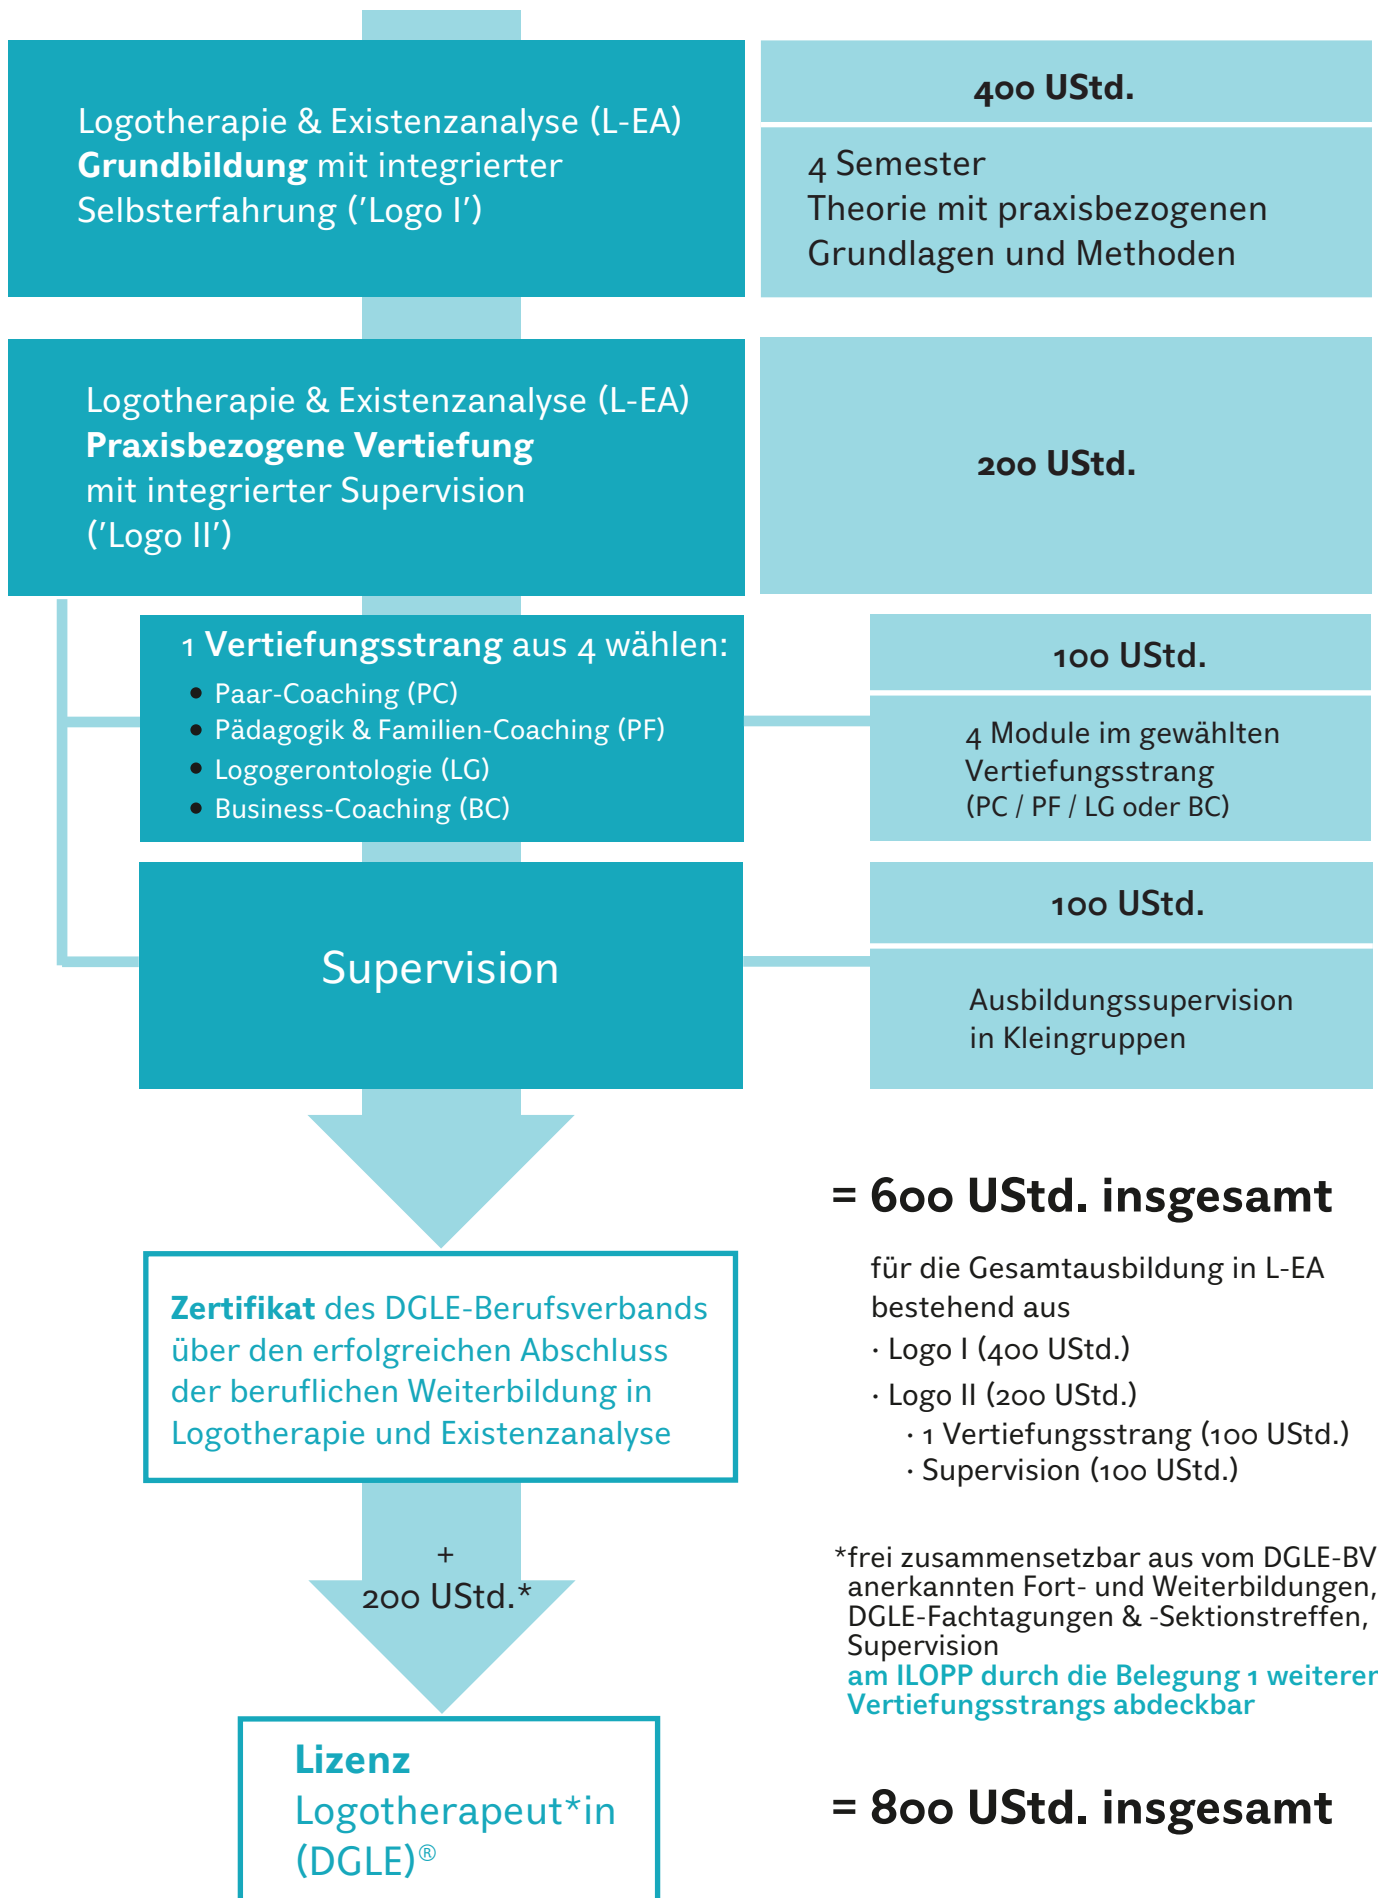 Logotherapie & Existenzanalyse (L-EA)
Grundbildung mit integrierter
Selbsterfahrung ('Logo I')
400 UStd.
4 Semester
Theorie mit praxisbezogenen
Grundlagen und Methoden
Logotherapie & Existenzanalyse (L-EA)
Praxisbezogene Vertiefung
mit integrierter Supervision
('Logo II')
200 UStd.
1 Vertiefungsstrang aus 4 wählen:
• Paar-Coaching (PC)
• Pädagogik & Familien-Coaching (PF)
• Logogerontologie (LG)
• Business-Coaching (BC)
100 UStd.
4 Module im gewählten
Vertiefungsstrang
(PC / PF / LG oder BC)
Supervision
100 UStd.
Ausbildungssupervision
in Kleingruppen
= 600 UStd. insgesamt
für die Gesamtausbildung in L-EA
bestehend aus
· Logo I (400 UStd.)
· Logo II (200 UStd.)
· 1 Vertiefungsstrang (100 UStd.)
· Supervision (100 UStd.)
Zertifikat des DGLE-Berufsverbands
über den erfolgreichen Abschluss
der beruflichen Weiterbildung in
Logotherapie und Existenzanalyse
+
200 UStd.*
*frei zusammensetzbar aus vom DGLE-BV
anerkannten Fort- und Weiterbildungen,
DGLE-Fachtagungen & -Sektionstreffen,
Supervision
am ILOPP durch die Belegung 1 weiteren
Vertiefungsstrangs abdeckbar
Lizenz
Logotherapeut*in
(DGLE)®
= 800 UStd. insgesamt